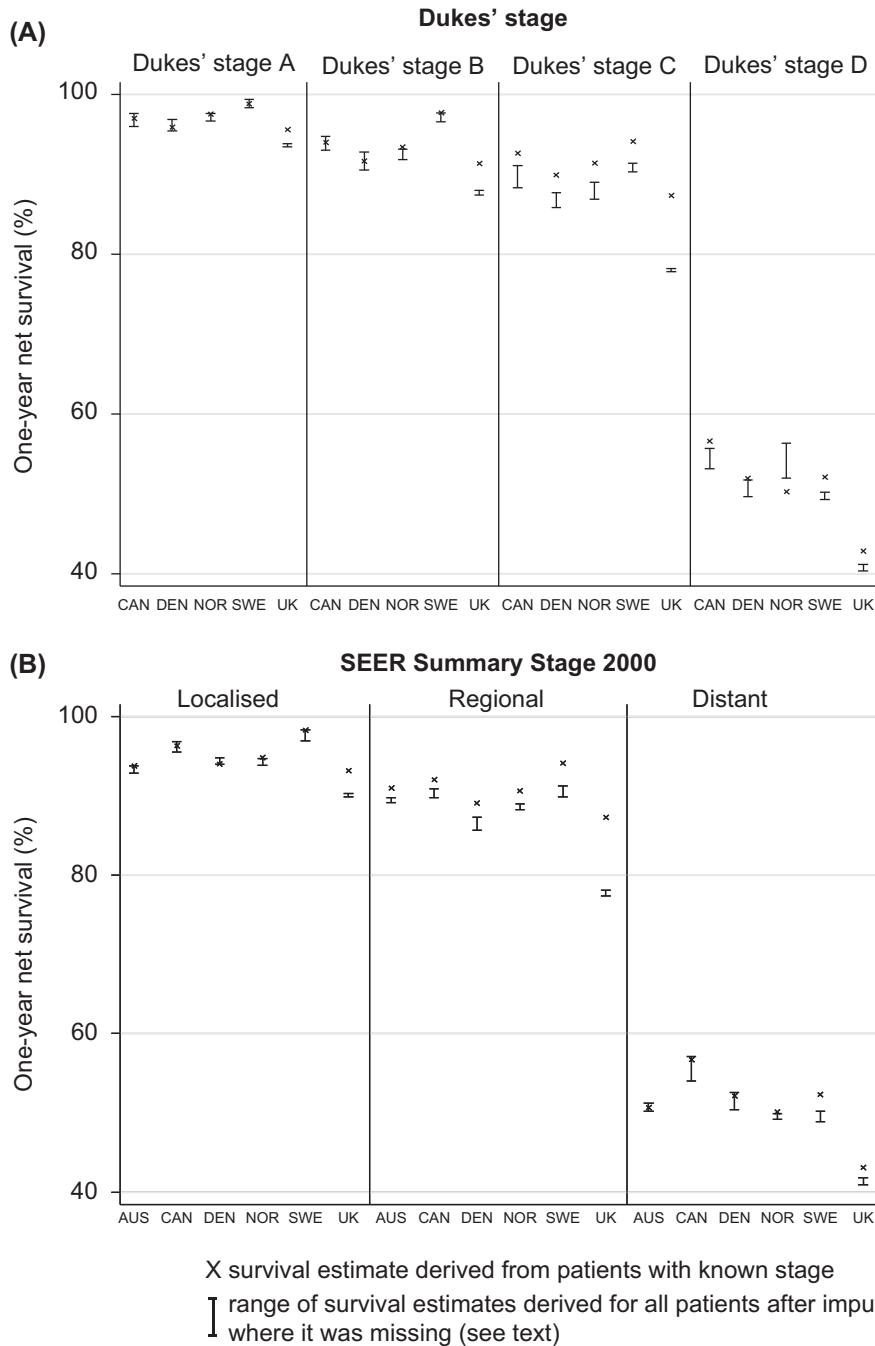 (A)
Dukes’ stage
Dukes’ stage A Dukes’ stage B Dukes’ stage C Dukes’ stage D
One-year net survival (%)
100
80
60
40
CAN DEN NOR SWE UK CAN DEN NOR SWE UK CAN DEN NOR SWE UK CAN DEN NOR SWE UK
(B)
SEER Summary Stage 2000
Localised Regional Distant
One-year net survival (%)
100
80
60
40
AUS CAN DEN NOR SWE UK AUS CAN DEN NOR SWE UK AUS CAN DEN NOR SWE UK
X survival estimate derived from patients with known stage
range of survival estimates derived for all patients after impu
where it was missing (see text)